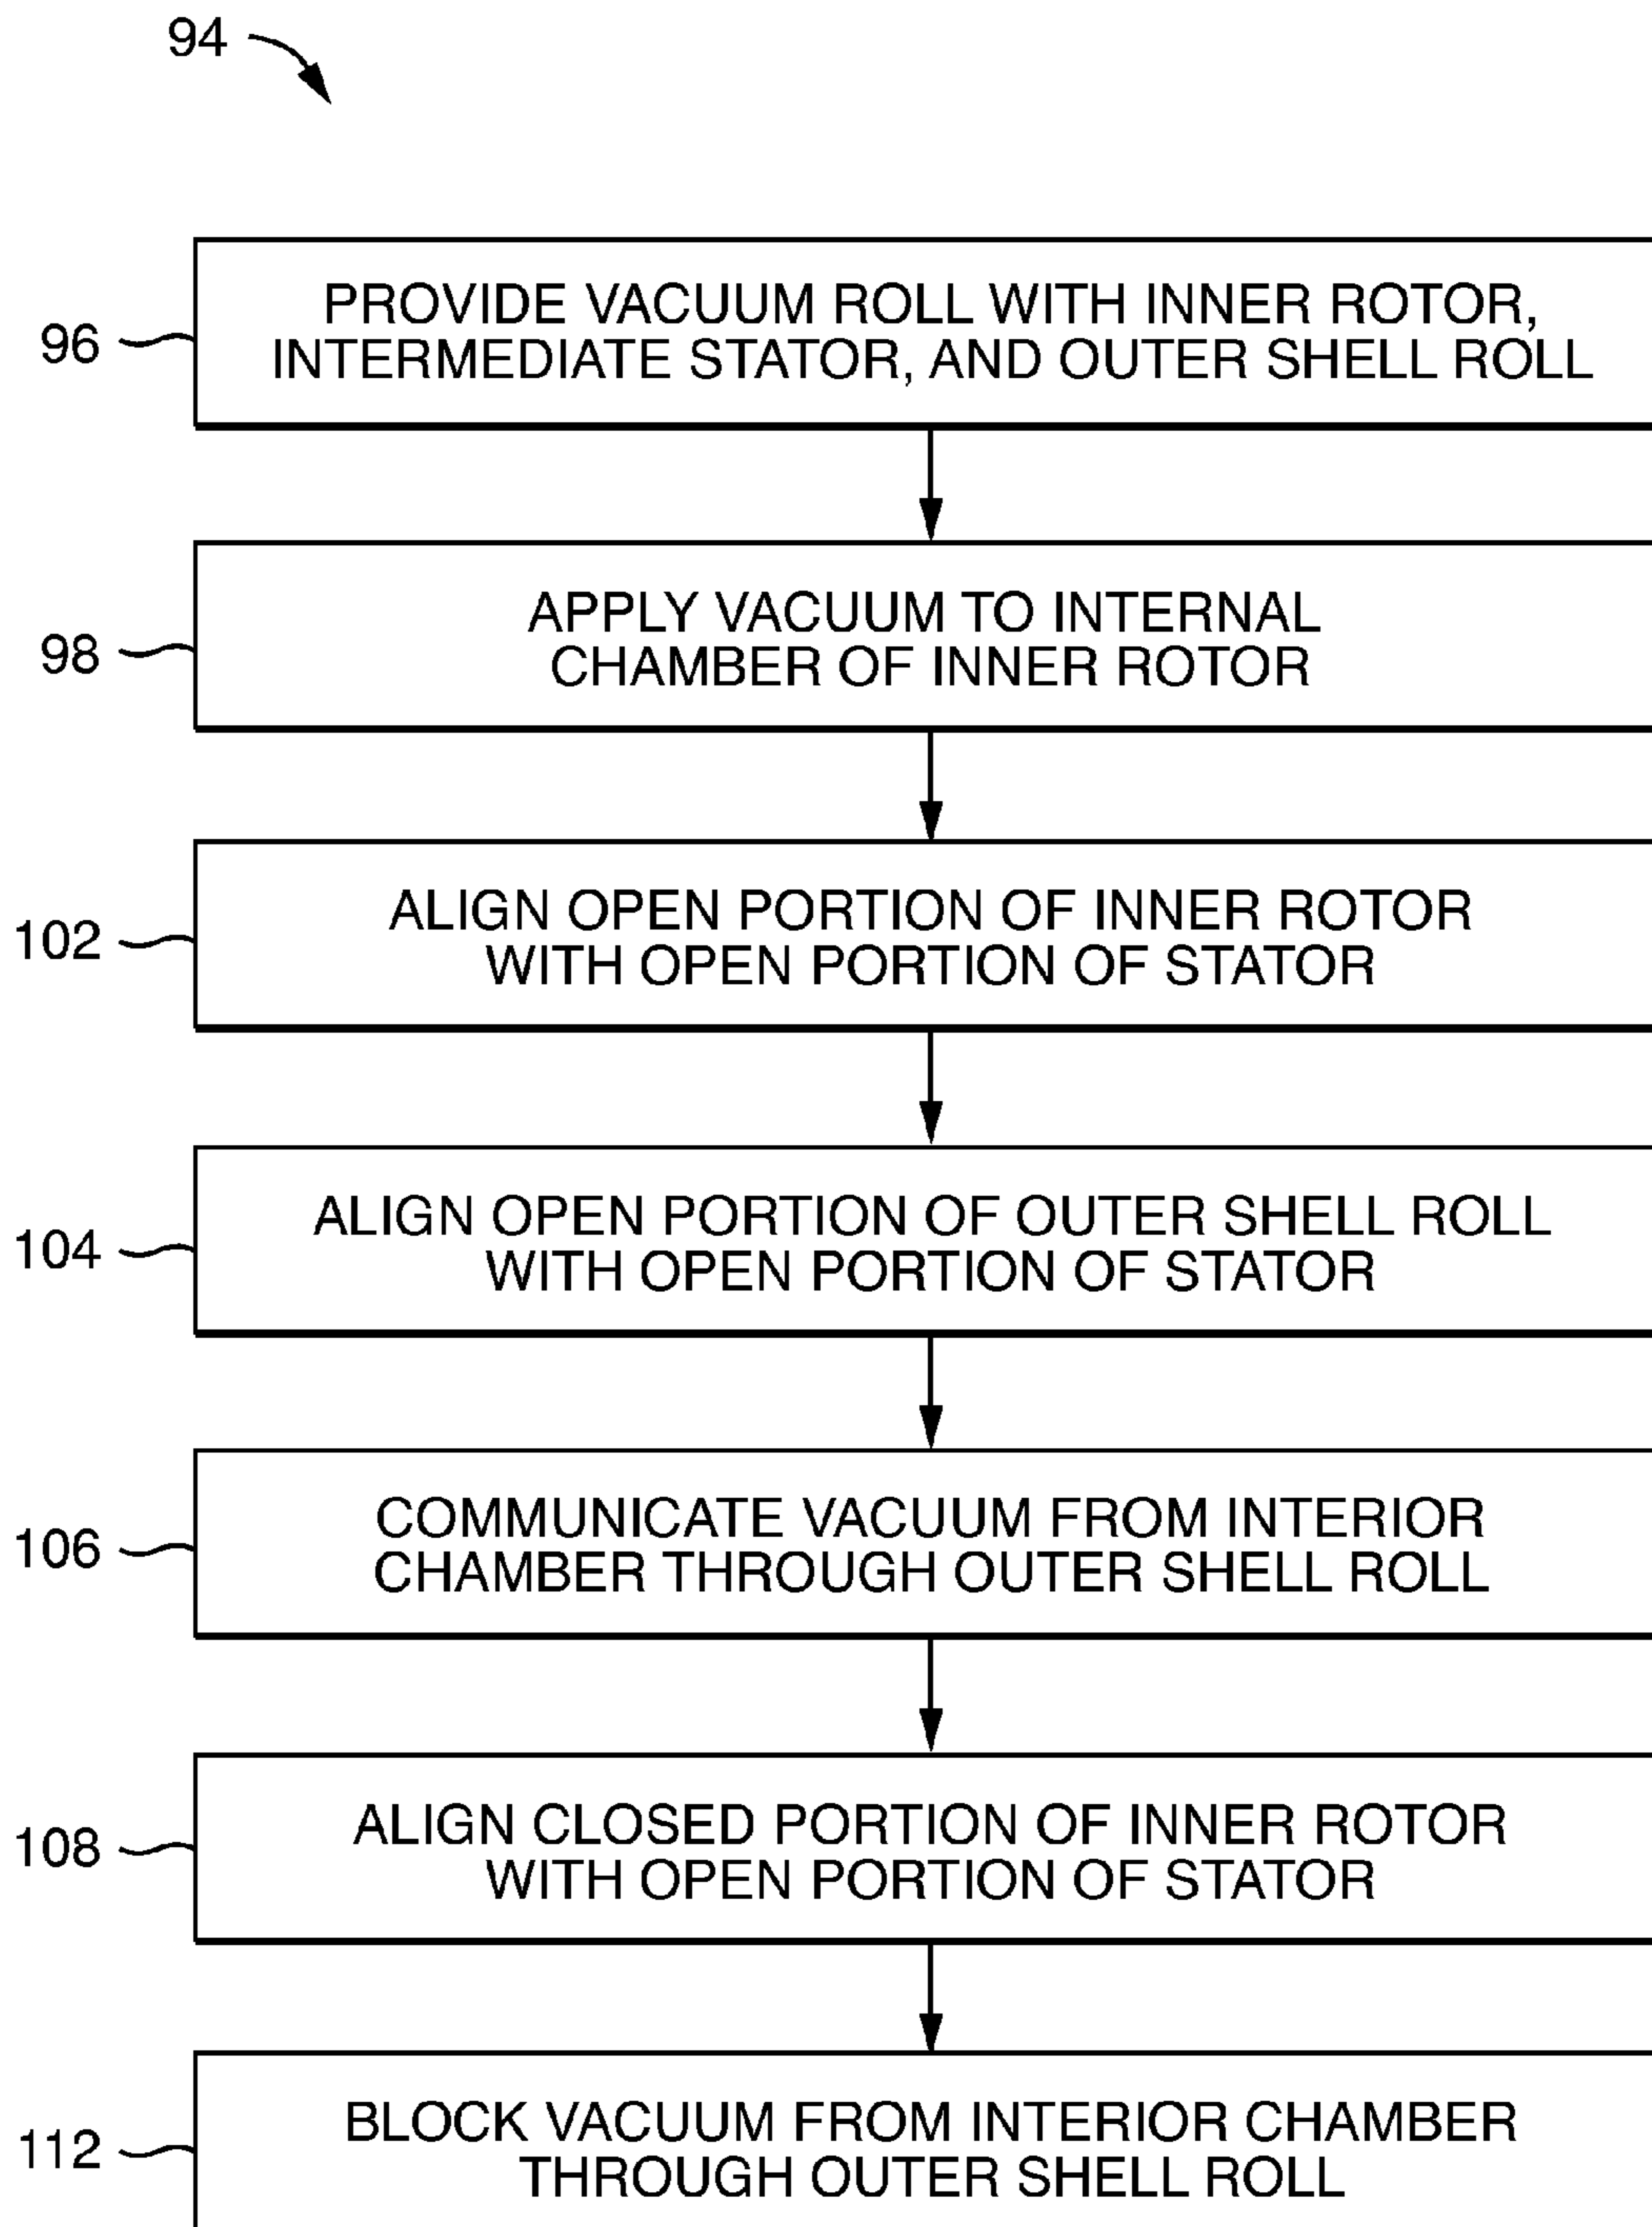 94
96
PROVIDE VACUUM ROLL WITH INNER ROTOR,
INTERMEDIATE STATOR, AND OUTER SHELL ROLL
98
APPLY VACUUM TO INTERNAL
CHAMBER OF INNER ROTOR
102
ALIGN OPEN PORTION OF INNER ROTOR
WITH OPEN PORTION OF STATOR
104
ALIGN OPEN PORTION OF OUTER SHELL ROLL
WITH OPEN PORTION OF STATOR
106
COMMUNICATE VACUUM FROM INTERIOR
CHAMBER THROUGH OUTER SHELL ROLL
108
ALIGN CLOSED PORTION OF INNER ROTOR
WITH OPEN PORTION OF STATOR
112
BLOCK VACUUM FROM INTERIOR CHAMBER
THROUGH OUTER SHELL ROLL